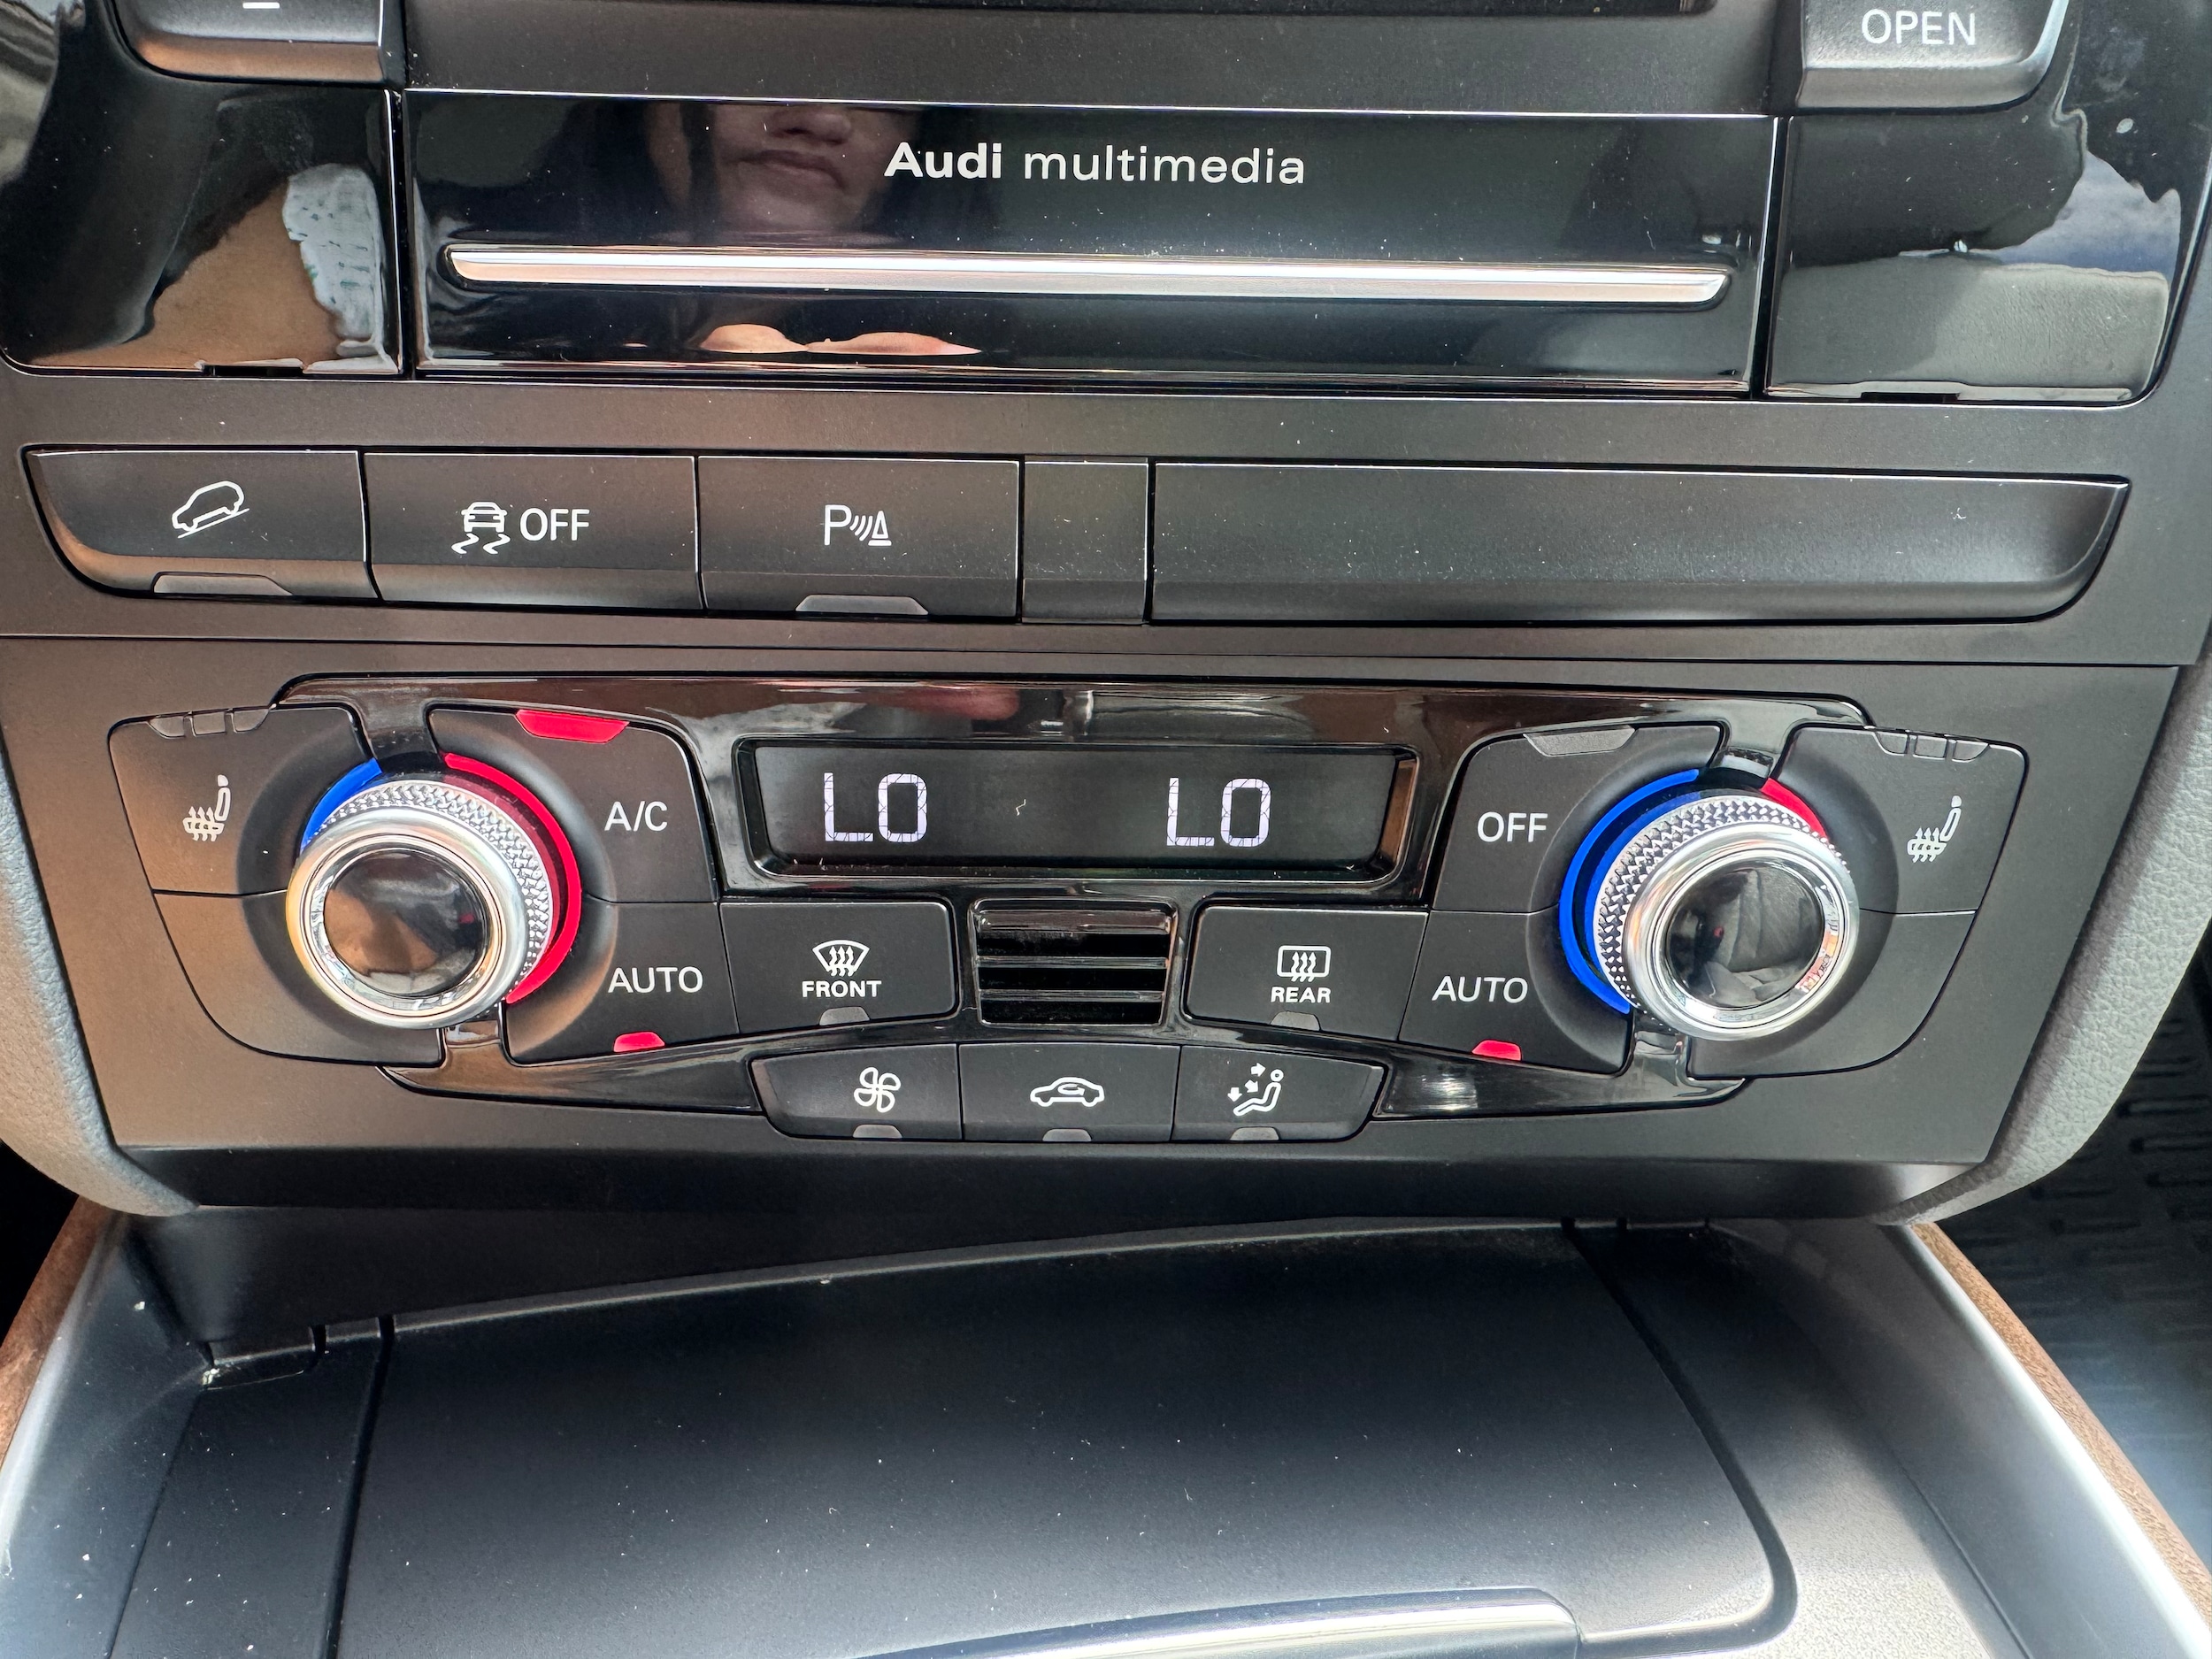 OPEN
Audi multimedia
OFF
P
A/C
LO LO
OFF
AUTO
FRONT
REAR
AUTO